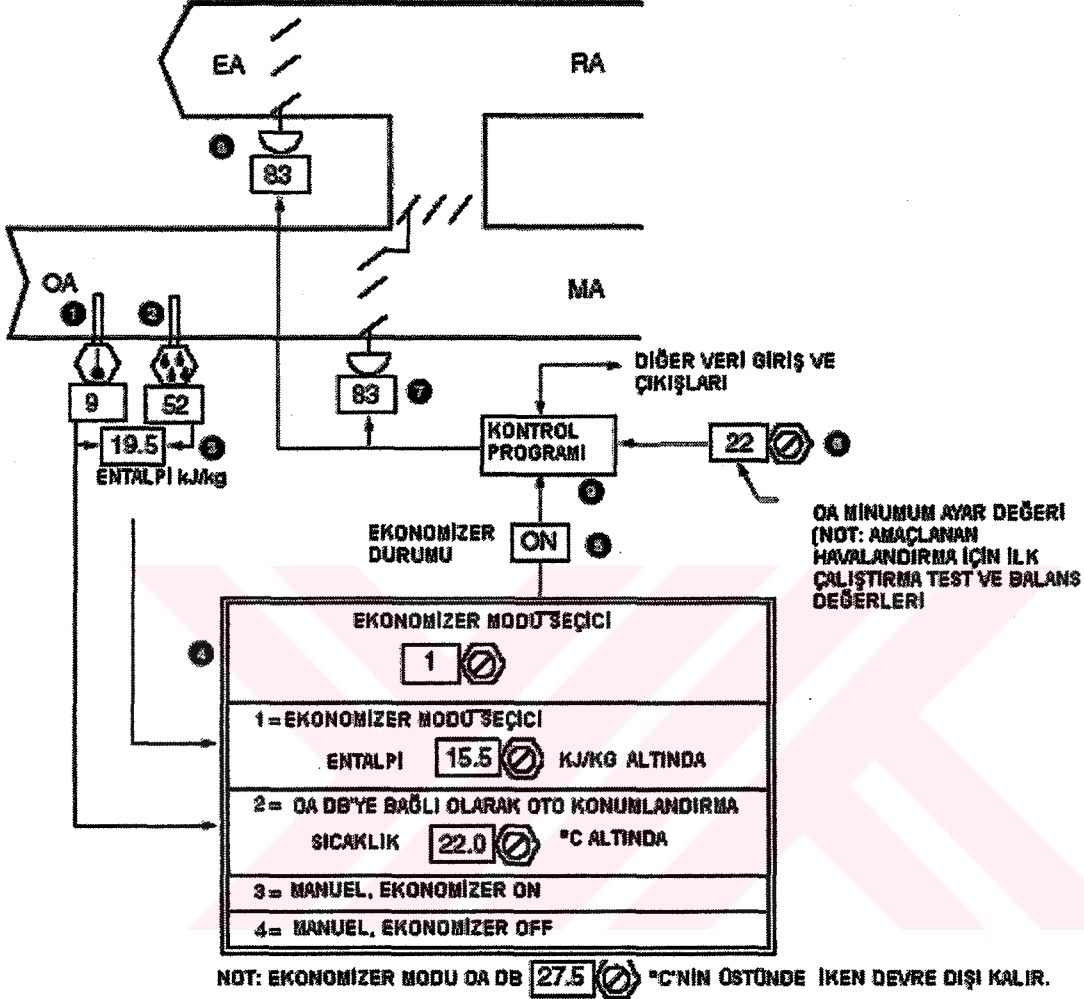 EA
RA
83
OA
MA
9
52
19.5
ENTALPİ kJ/kg
83
7
DİĞER VERİ GİRİŞ VE
ÇIKIŞLARI
KONTROL
PROGRAMI
22
OA MİNUMUM AYAR DEĞERİ
(NOT: AMAÇLANAN
HAVALANDIRMA İÇİN İLK
ÇALIŞTIRMA TEST VE BALANS
DEĞERLERİ
EKONOMİZER
DURUMU
ON
EKONOMİZER MODU SEÇİCİ
4
1
1
1= EKONOMİZER MODU SEÇİCİ
ENTALPİ 15.5 KJ/KG ALTINDA
2= OA DB'YE BAĞLI OLARAK OTO KONUMLANDIRMA
SICAKLIK 22.0 °C ALTINDA
3= MANUEL, EKONOMİZER ON
4= MANUEL, EKONOMİZER OFF
NOT: EKONOMİZER MODU OA DB 27.5 °C'NİN ÜSTÜNDE İKEN DEVRE DIŞI KALIR.